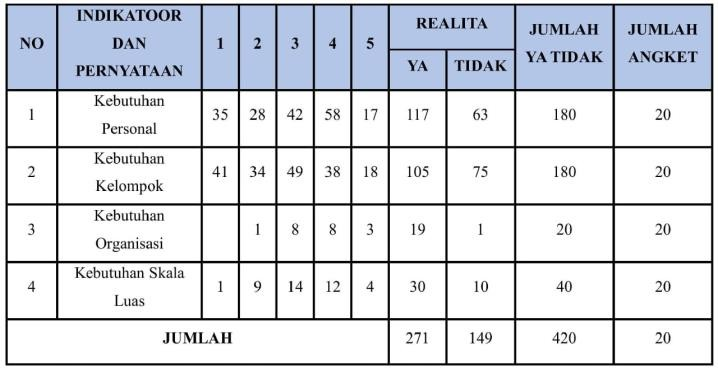 NO INDIKATOOR DAN PERNYATAAN 1 2 3 4 5 REALITA JUMLAH YA TIDAK JUMLAH ANGKET
YA TIDAK
1 Kebutuhan Personal 35 28 42 58 17 117 63 180 20
2 Kebutuhan Kelompok 41 34 49 38 18 105 75 180 20
3 Kebutuhan Organisasi 1 8 8 3 19 1 20 20
4 Kebutuhan Skala Luas 1 9 14 12 4 30 10 40 20
JUMLAH 271 149 420 20